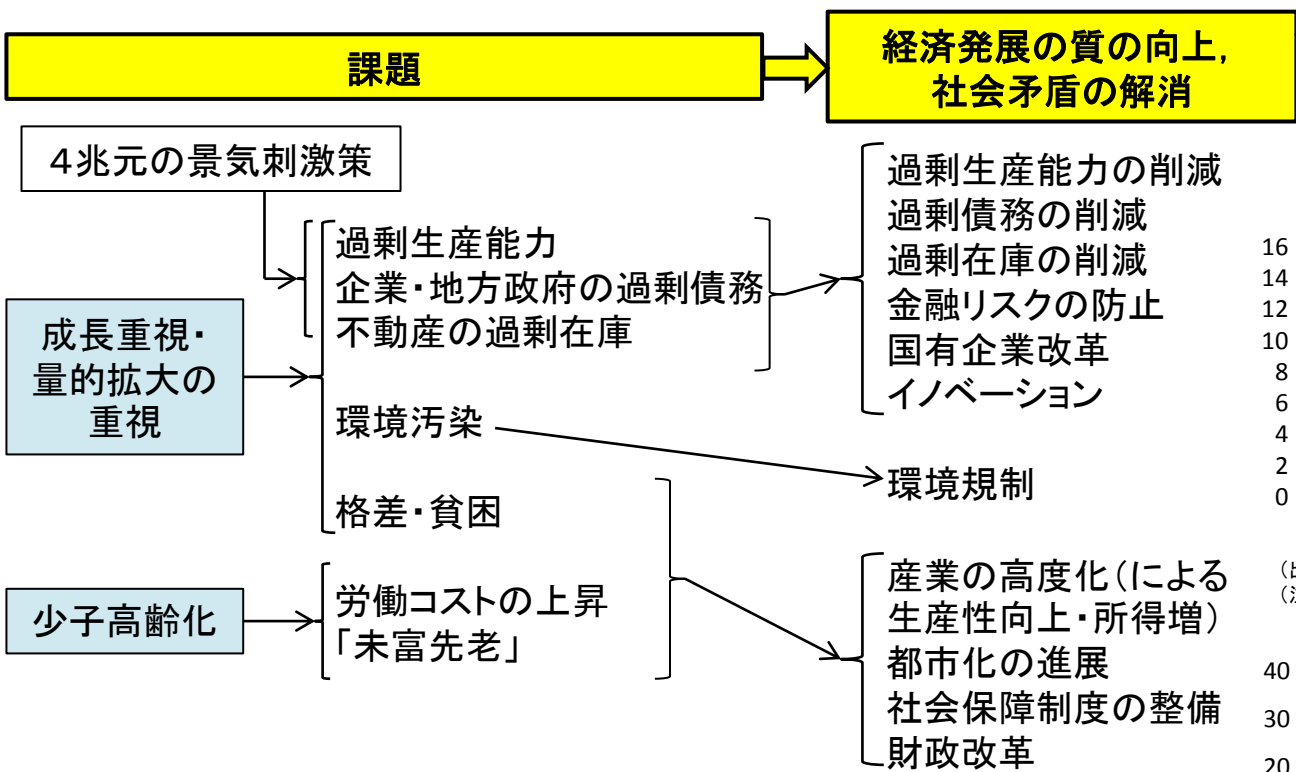 課題
経済発展の質の向上,
社会矛盾の解消
４兆元の景気刺激策
成長重視・
量的拡大の
重視
少子高齢化
過剰生産能力
企業・地方政府の過剰債務
不動産の過剰在庫
環境汚染
格差・貧困
労働コストの上昇
「未富先老」
過剰生産能力の削減
過剰債務の削減
過剰在庫の削減
金融リスクの防止
国有企業改革
イノベーション
環境規制
産業の高度化（による
生産性向上・所得増）
都市化の進展
社会保障制度の整備
財政改革
16
14
12
10
8
6
4
2
0
40
30
20